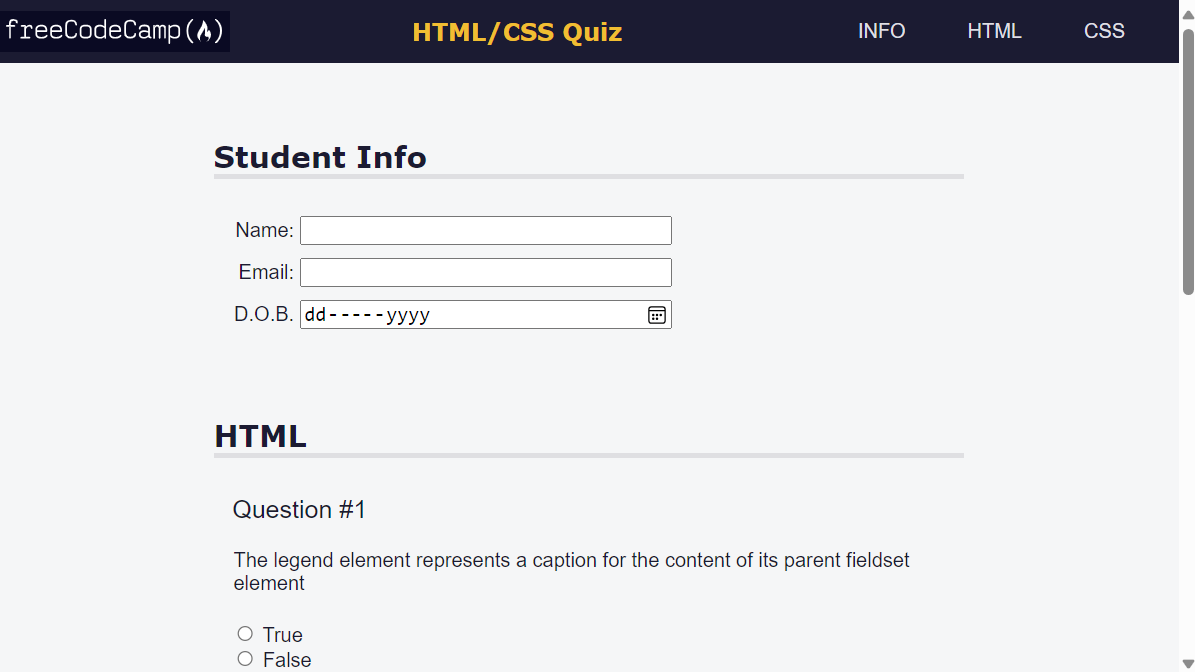 freeCodeCamp(🔥)
HTML/CSS Quiz
INFO
HTML
CSS
Student Info
Name:
Email:
D.O.B.
dd-----yyyy
HTML
Question #1
The legend element represents a caption for the content of its parent fieldset
element
True
False